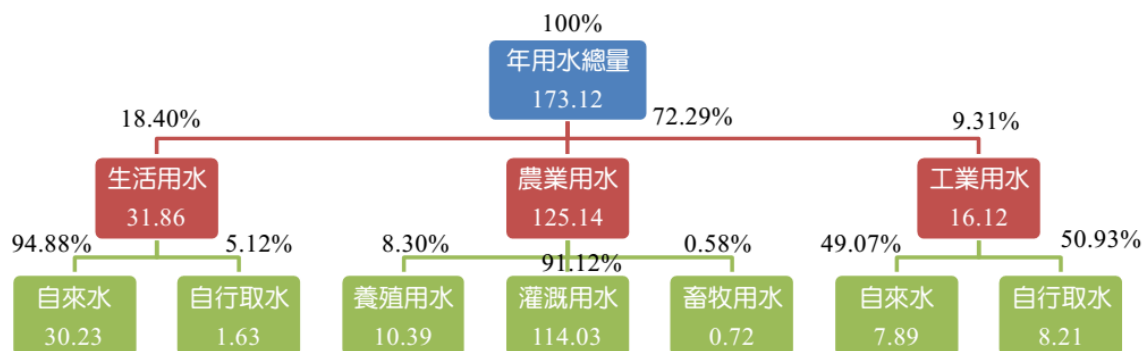 100%
年用水總量
173.12
18.40%
72.29%
9.31%
生活用水
31.86
農業用水
125.14
工業用水
16.12
94.88%
5.12%
8.30%
91.12%
0.58%
49.07%
50.93%
自來水
30.23
自行取水
1.63
養殖用水
10.39
灌溉用水
114.03
畜牧用水
0.72
自來水
7.89
自行取水
8.21